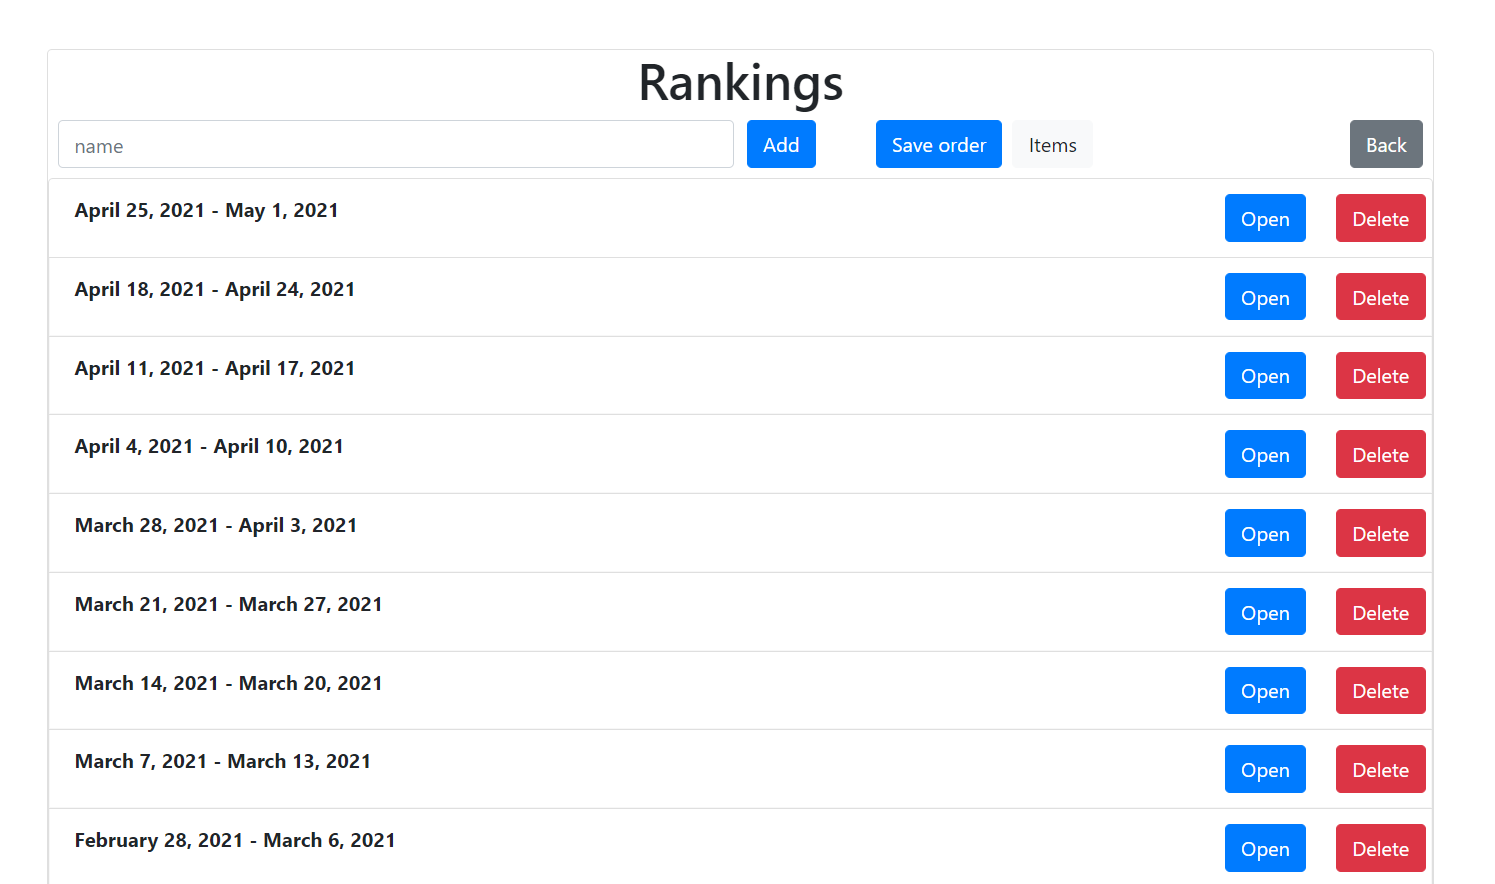 Rankings
name Add Save order Items Back
April 25, 2021 - May 1, 2021 Open Delete
April 18, 2021 - April 24, 2021 Open Delete
April 11, 2021 - April 17, 2021 Open Delete
April 4, 2021 - April 10, 2021 Open Delete
March 28, 2021 - April 3, 2021 Open Delete
March 21, 2021 - March 27, 2021 Open Delete
March 14, 2021 - March 20, 2021 Open Delete
March 7, 2021 - March 13, 2021 Open Delete
February 28, 2021 - March 6, 2021 Open Delete